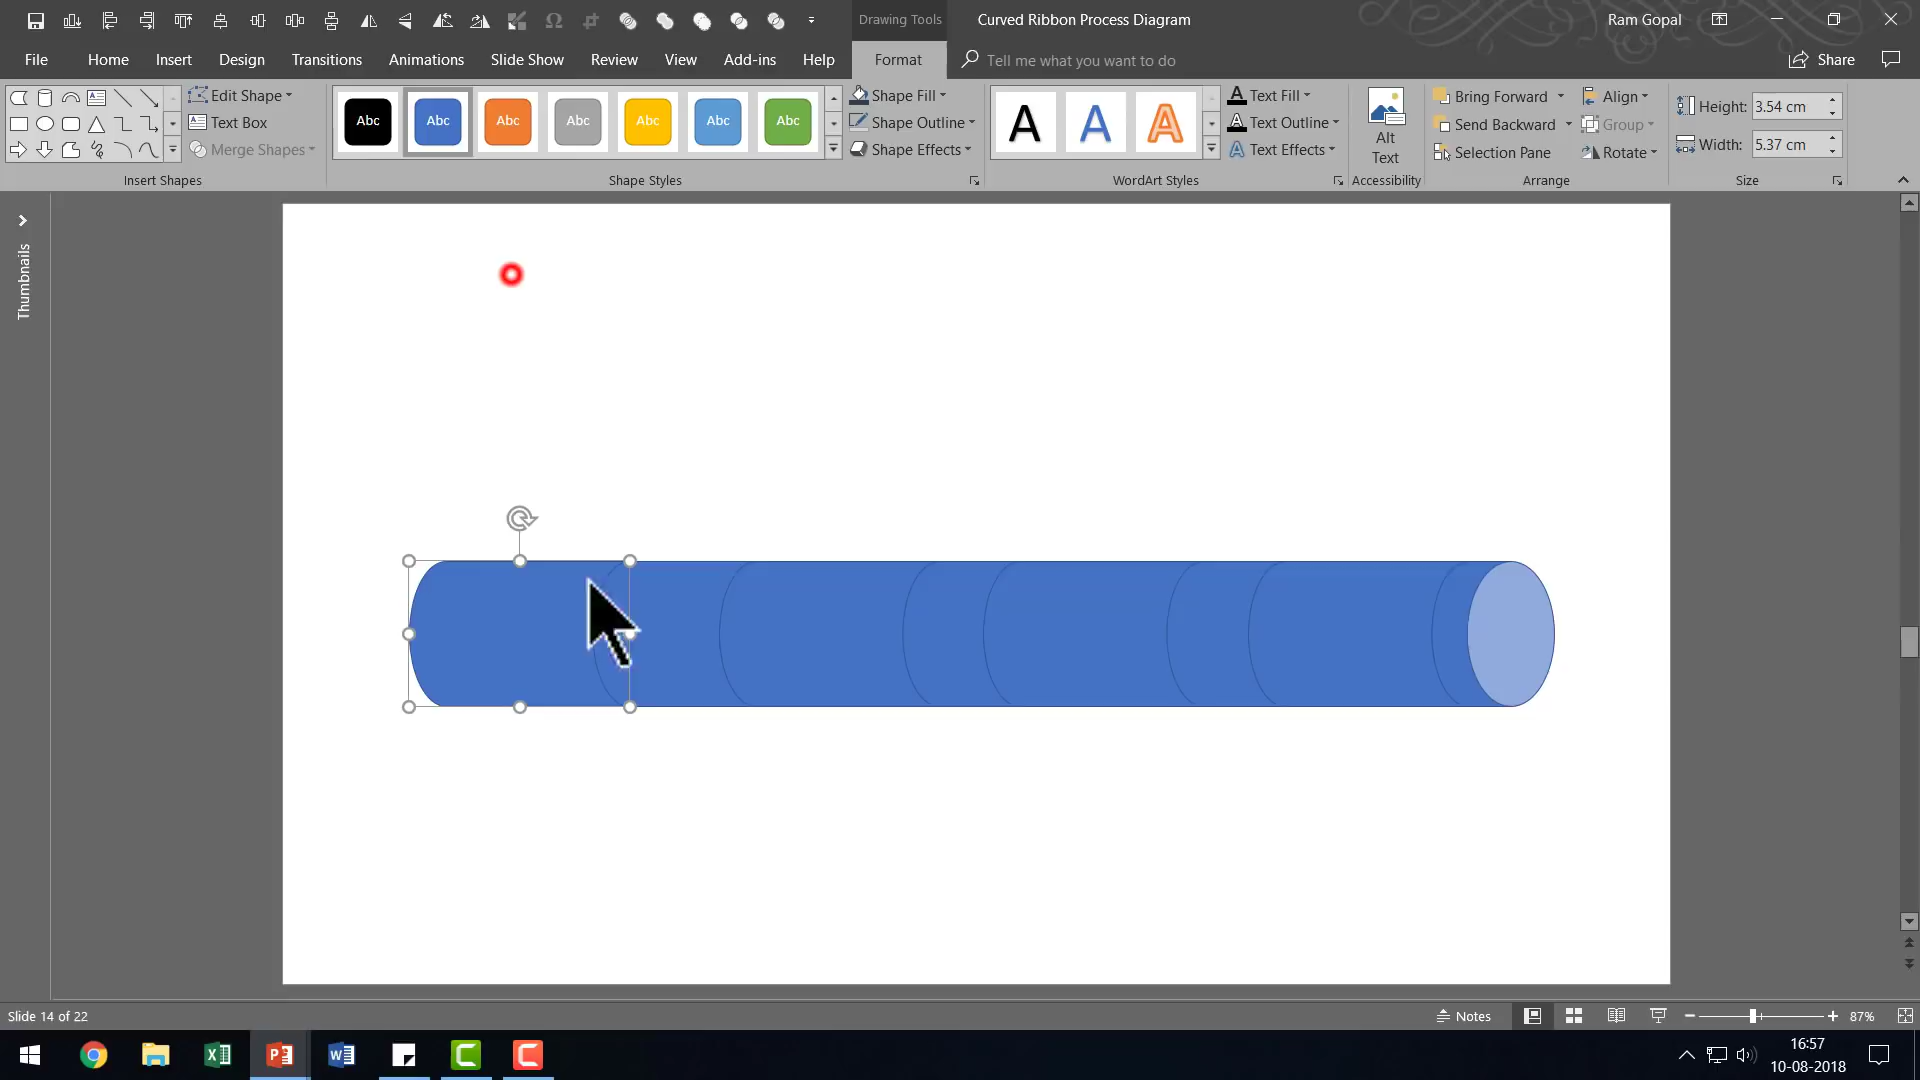 Drawing Tools
Curved Ribbon Process Diagram
Ram Gopal
File
Home
Insert
Design
Transitions
Animations
Slide Show
Review
View
Add-ins
Help
Format
Tell me what you want to do
Share
Edit Shape
Text Box
Merge Shapes
Insert Shapes
Abc
Abc
Abc
Abc
Abc
Abc
Abc
Shape Fill
Shape Outline
Shape Effects
Shape Styles
A
A
A
Text Fill
Text Outline
Text Effects
WordArt Styles
Alt
Text
Accessibility
Bring Forward
Send Backward
Selection Pane
Align
Group
Rotate
Arrange
Height: 3.54 cm
Width: 5.37 cm
Size
Thumbnails
Slide 14 of 22
Notes
87%
16:57
10-08-2018